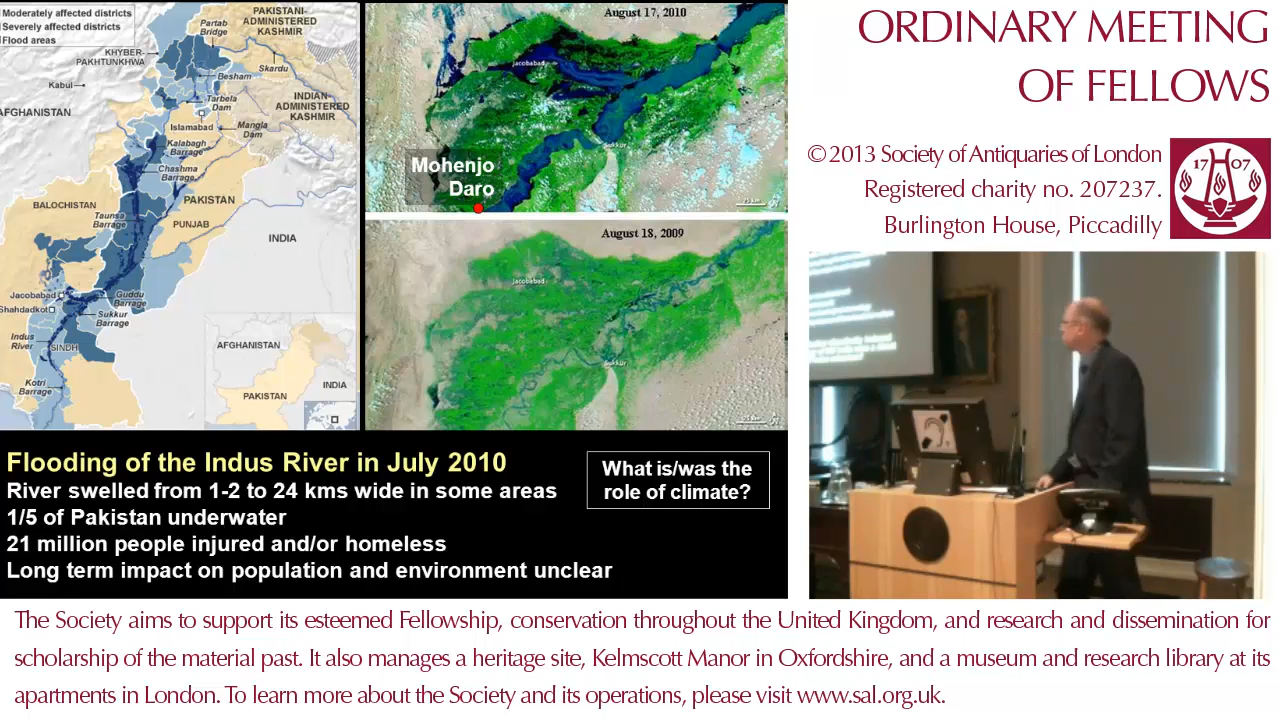 Moderately affected districts
Severely affected districts
Flood areas
Partab
Bridge
PAKISTANI-
ADMINISTERED
KASHMIR
KHYBER-
PAKHTUNKHWA
Skardu
Besham
Kabul
AFGHANISTAN
Tarbela
Dam
INDIAN
ADMINISTERED
KASHMIR
Islamabad
Mangla
Dam
Kalabagh
Barrage
Chashma
Barrage
BALOCHISTAN
PAKISTAN
Taunsa
Barrage
PUNJAB
INDIA
Jacobabad
Guddu
Barrage
Shahdadkot
Sukkur
Barrage
Indus
River
SINDH
Kotri
Barrage
AFGHANISTAN
PAKISTAN
INDIA
August 17, 2010
jacobabad
Sukkur
Mohenjo
Daro
August 18, 2009
jacobabad
Sukkur
Flooding of the Indus River in July 2010
River swelled from 1-2 to 24 kms wide in some areas
1/5 of Pakistan underwater
21 million people injured and/or homeless
Long term impact on population and environment unclear
What is/was the
role of climate?
ORDINARY MEETING
OF FELLOWS
© 2013 Society of Antiquaries of London
Registered charity no. 207237.
Burlington House, Piccadilly
17 07
The Society aims to support its esteemed Fellowship, conservation throughout the United Kingdom, and research and dissemination for
scholarship of the material past. It also manages a heritage site, Kelmscott Manor in Oxfordshire, and a museum and research library at its
apartments in London. To learn more about the Society and its operations, please visit www.sal.org.uk.